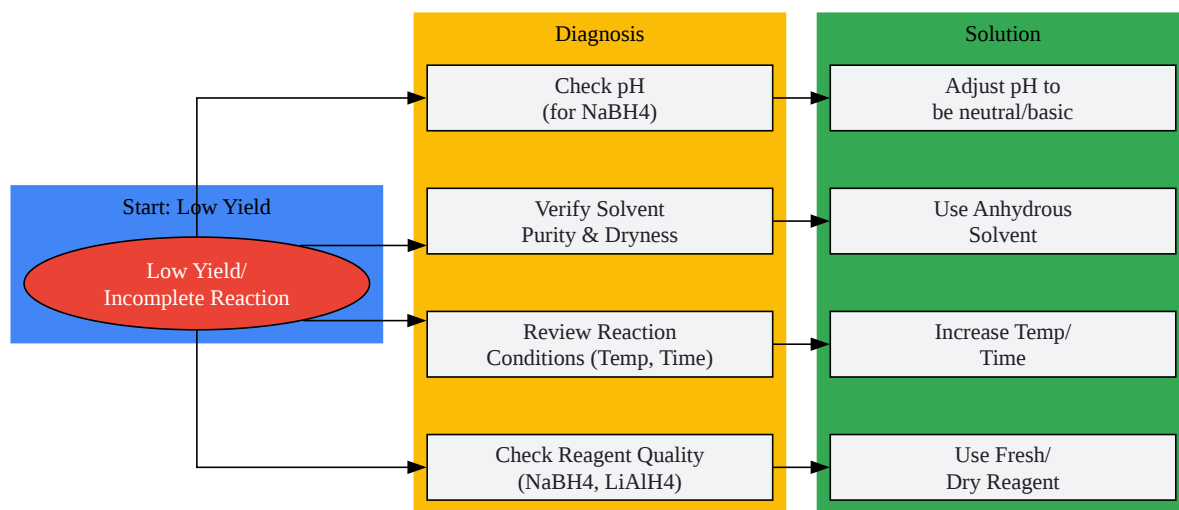 Diagnosis
Solution
Check pH
(for NaBH4)
Adjust pH to
be neutral/basic
Start: Low Yield
Low Yield/
Incomplete Reaction
Verify Solvent
Purity & Dryness
Use Anhydrous
Solvent
Review Reaction
Conditions (Temp, Time)
Increase Temp/
Time
Check Reagent Quality
(NaBH4, LiAlH4)
Use Fresh/
Dry Reagent